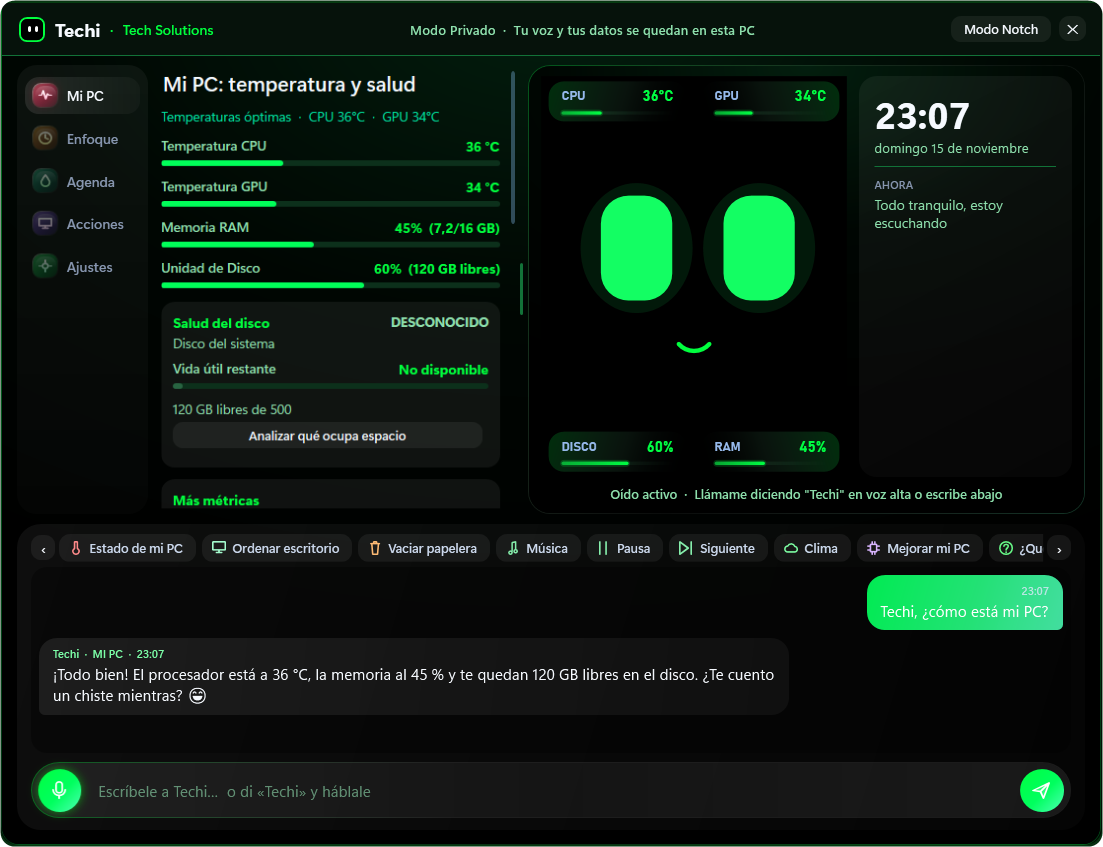 Techi · Tech Solutions
Modo Privado · Tu voz y tus datos se quedan en esta PC
Modo Notch
Mi PC
Enfoque
Agenda
Acciones
Ajustes
Mi PC: temperatura y salud
Temperaturas óptimas · CPU 36°C · GPU 34°C
Temperatura CPU 36 °C
Temperatura GPU 34 °C
Memoria RAM 45% (7,2/16 GB)
Unidad de Disco 60% (120 GB libres)
Salud del disco DESCONOCIDO
Disco del sistema
Vida útil restante No disponible
120 GB libres de 500
Analizar qué ocupa espacio
Más métricas
CPU 36°C GPU 34°C
DISCO 60% RAM 45%
Oído activo · Llámame diciendo "Techi" en voz alta o escribe abajo
23:07
domingo 15 de noviembre
AHORA
Todo tranquilo, estoy
escuchando
‹ Estado de mi PC Ordenar escritorio Vaciar papelera Música Pausa Siguiente Clima Mejorar mi PC ¿Qu ›
23:07
Techi, ¿cómo está mi PC?
Techi · MI PC · 23:07
¡Todo bien! El procesador está a 36 °C, la memoria al 45 % y te quedan 120 GB libres en el disco. ¿Te cuento
un chiste mientras? 😄
Escríbele a Techi... o di «Techi» y háblale